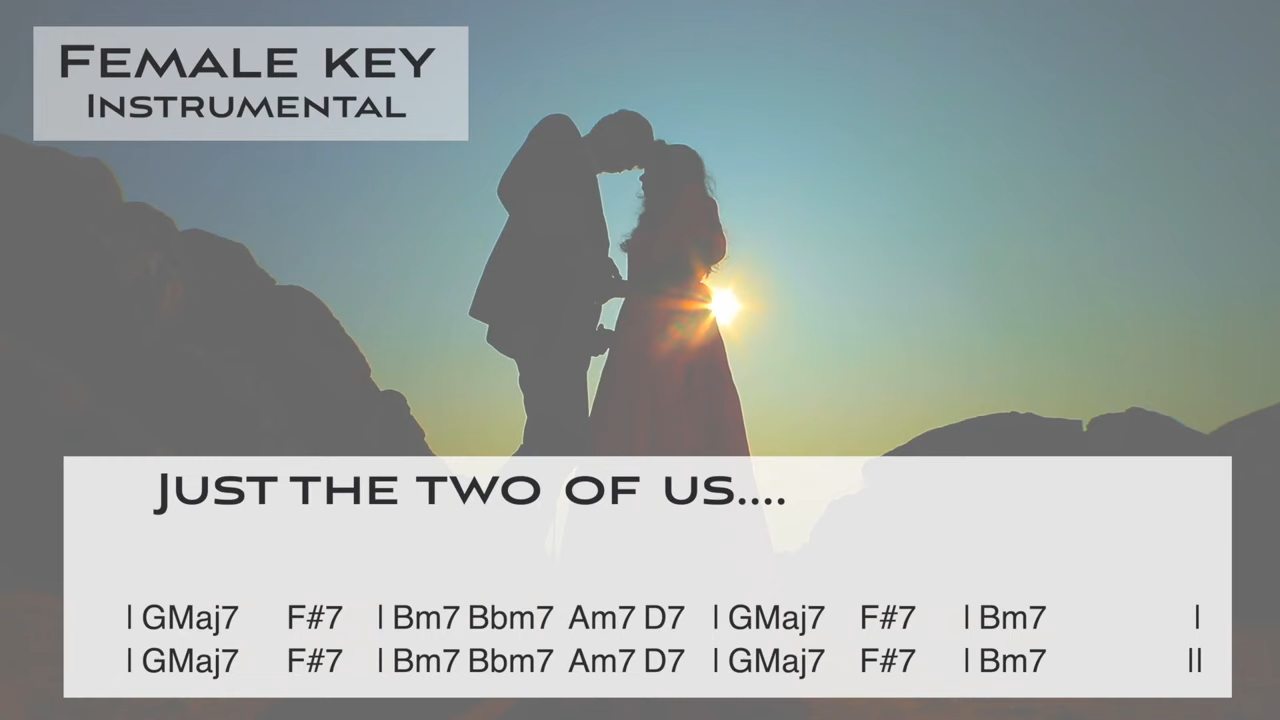 Female key
Instrumental
Just the two of us....
| GMaj7 F#7 | Bm7 Bbm7 Am7 D7 | GMaj7 F#7 | Bm7 |
| GMaj7 F#7 | Bm7 Bbm7 Am7 D7 | GMaj7 F#7 | Bm7 ||